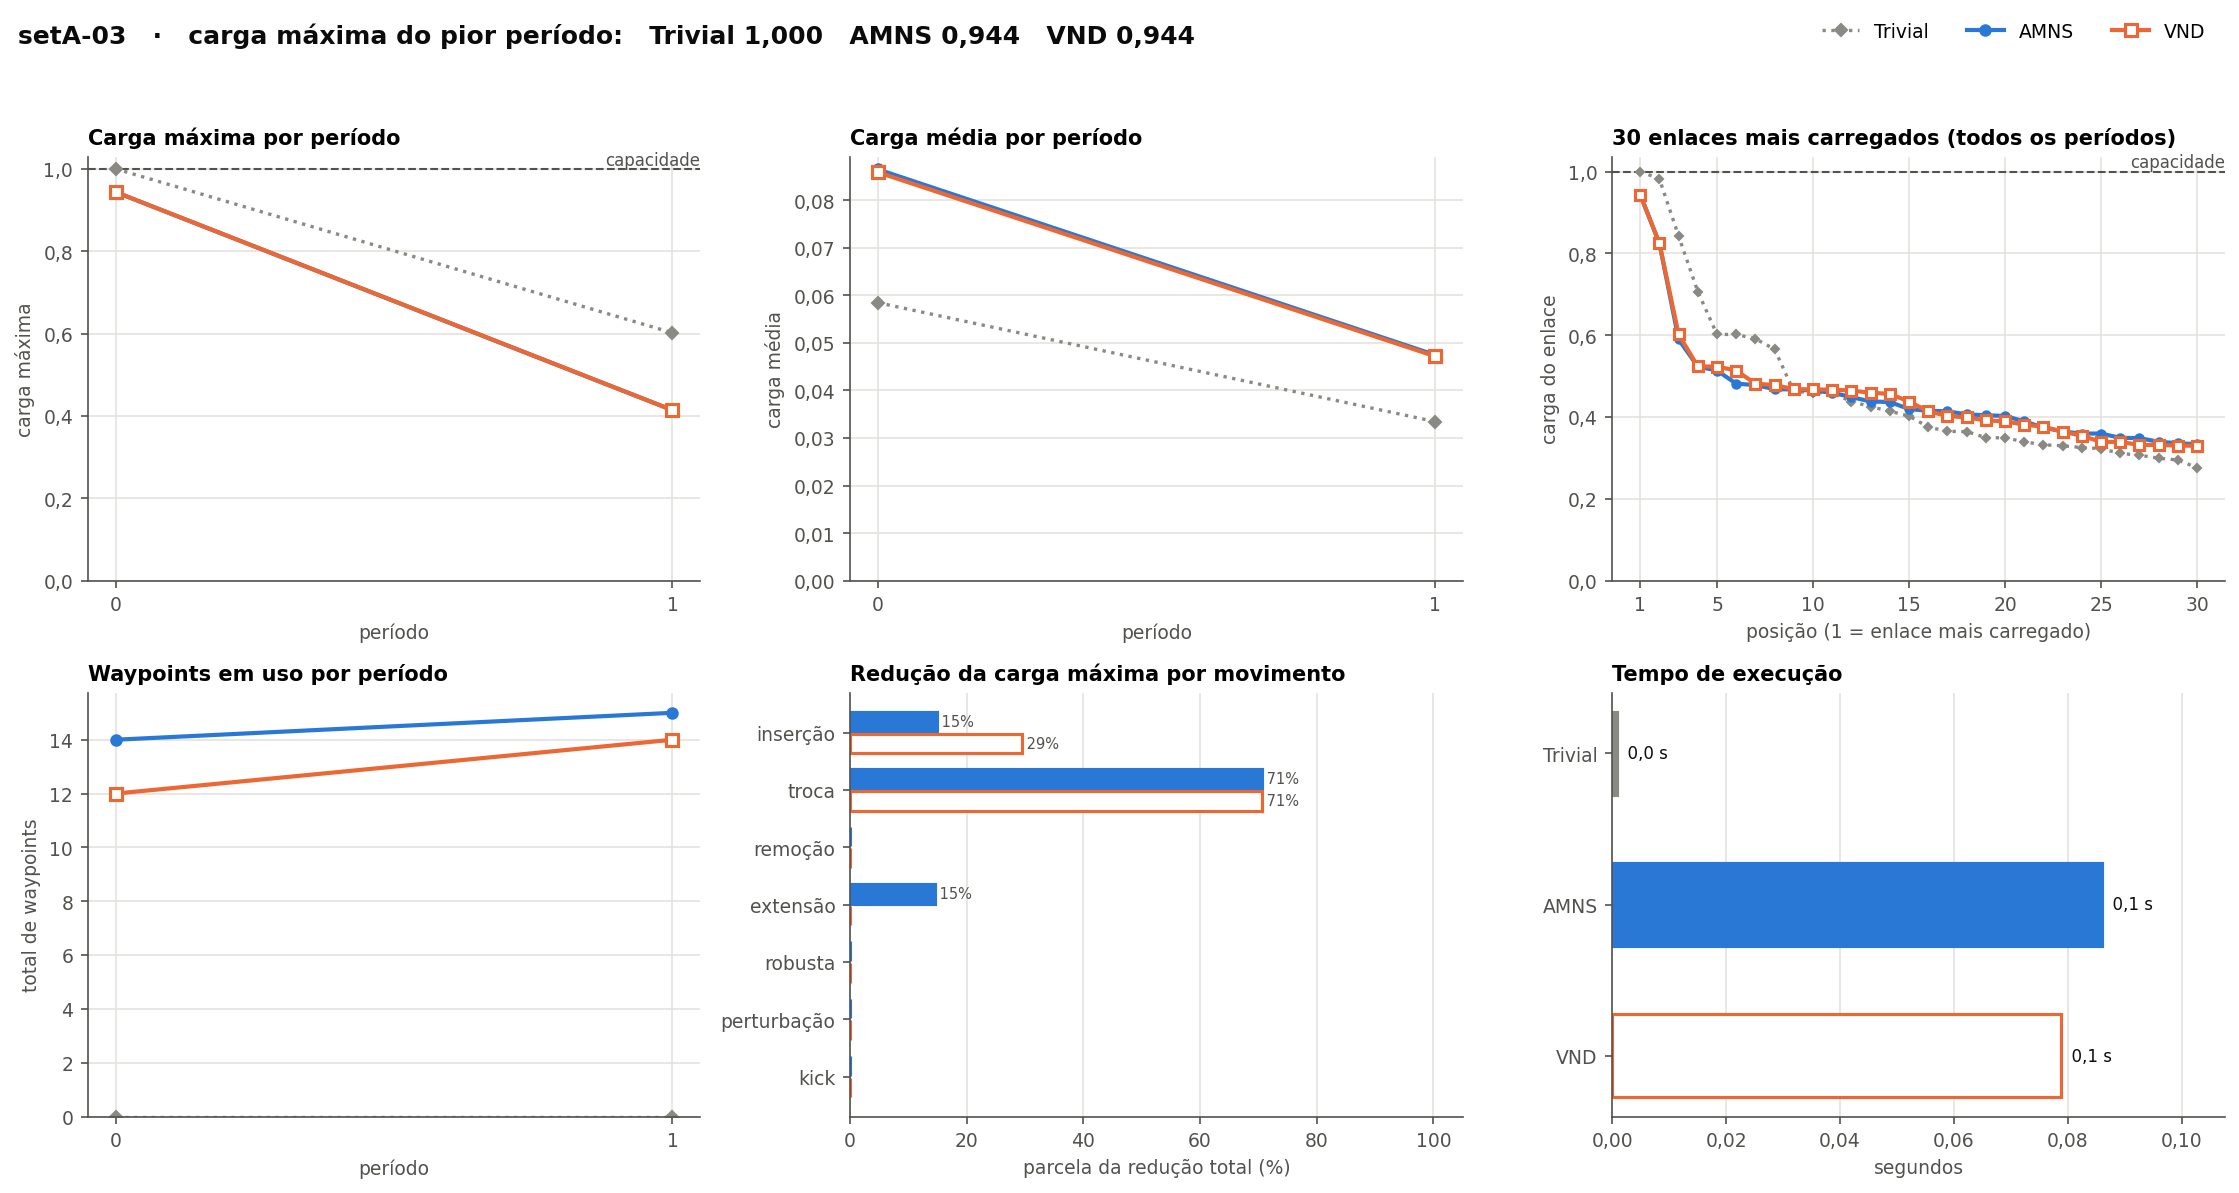 setA-03 · carga máxima do pior período: Trivial 1,000 AMNS 0,944 VND 0,944
Trivial AMNS VND
Carga máxima por período
capacidade
carga máxima
1,0
0,8
0,6
0,4
0,2
0,0
0 1
período
Carga média por período
carga média
0,08
0,07
0,06
0,05
0,04
0,03
0,02
0,01
0,00
0 1
período
30 enlaces mais carregados (todos os períodos)
capacidade
carga do enlace
1,0
0,8
0,6
0,4
0,2
0,0
1 5 10 15 20 25 30
posição (1 = enlace mais carregado)
Waypoints em uso por período
total de waypoints
14
12
10
8
6
4
2
0
0 1
período
Redução da carga máxima por movimento
inserção 15%
29%
troca 71%
71%
remoção
extensão 15%
robusta
perturbação
kick
0 20 40 60 80 100
parcela da redução total (%)
Tempo de execução
Trivial 0,0 s
AMNS 0,1 s
VND 0,1 s
0,00 0,02 0,04 0,06 0,08 0,10
segundos